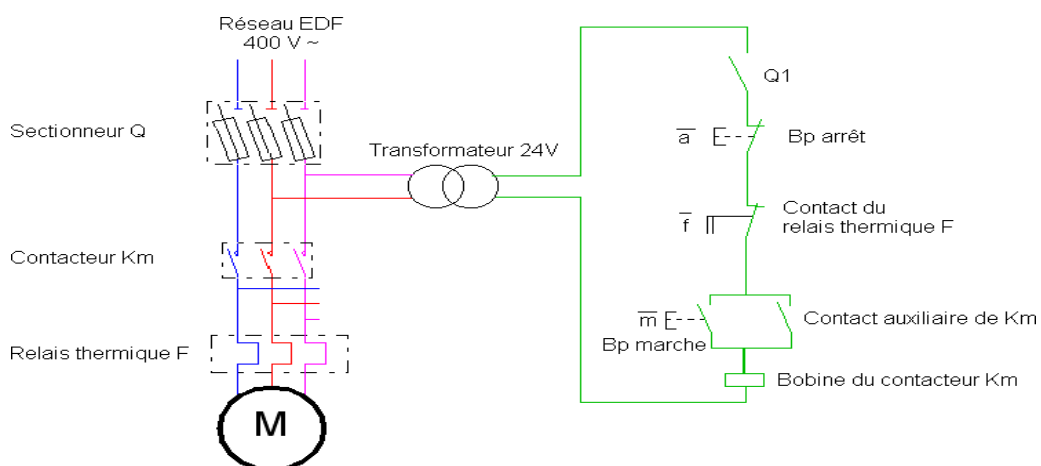 Réseau EDF
400 V ~
Sectionneur Q
Transformateur 24V
Contacteur Km
Relais thermique F
M
Q1
a
Bp arrêt
f
Contact du
relais thermique F
m
Bp marche
Contact auxiliaire de Km
Bobine du contacteur Km